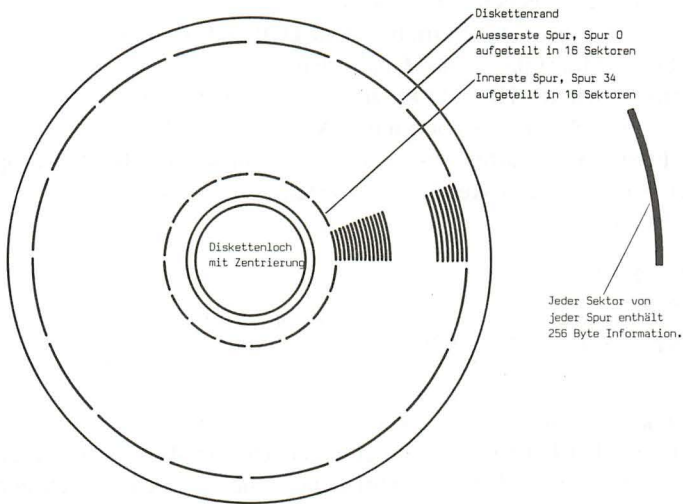 Diskettenrand
Auesserste Spur, Spur 0
aufgeteilt in 16 Sektoren
Innerste Spur, Spur 34
aufgeteilt in 16 Sektoren
Diskettenloch
mit Zentrierung
Jeder Sektor von
jeder Spur enthält
256 Byte Information.